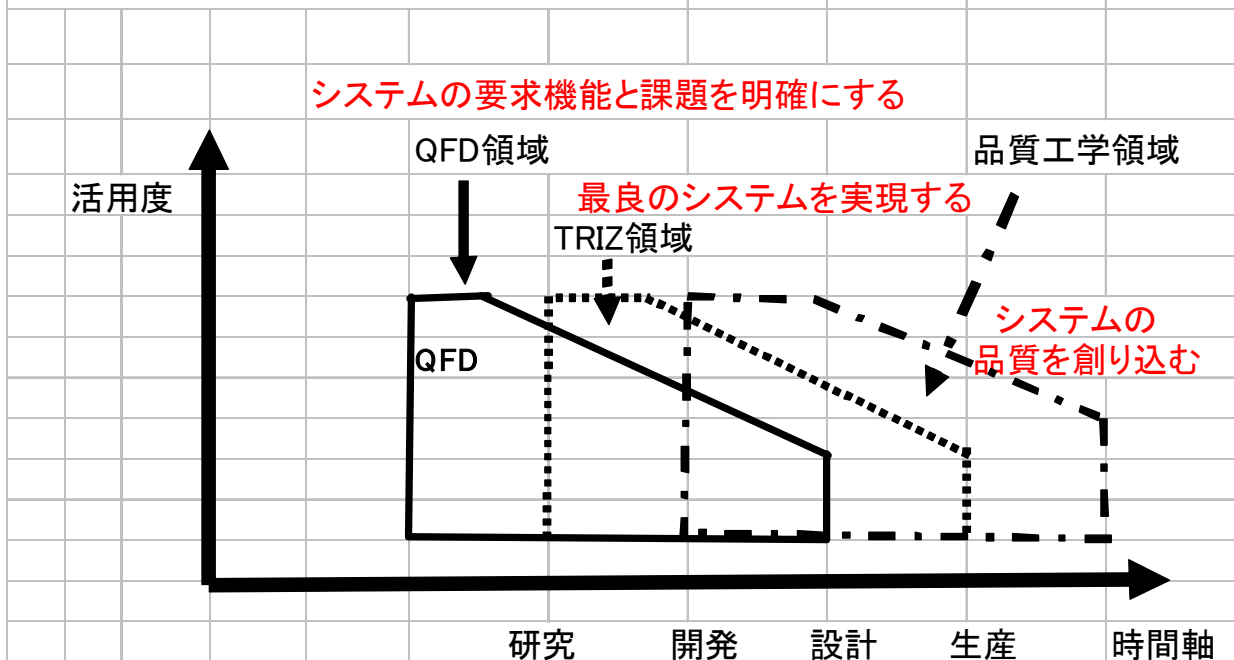 システムの要求機能と課題を明確にする
QFD領域
品質工学領域
活用度
最良のシステムを実現する
TRIZ領域
システムの
品質を創り込む
QFD
研究
開発
設計
生産
時間軸